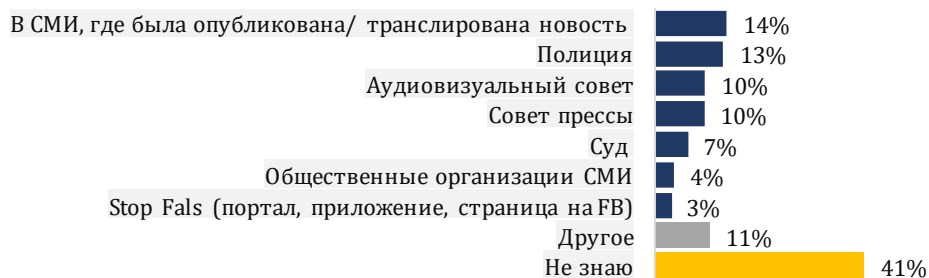 В СМИ, где была опубликована/ транслирована новость 14%
Полиция 13%
Аудиовизуальный совет 10%
Совет прессы 10%
Суд 7%
Общественные организации СМИ 4%
Stop Fals (портал, приложение, страница на FB) 3%
Другое 11%
Не знаю 41%